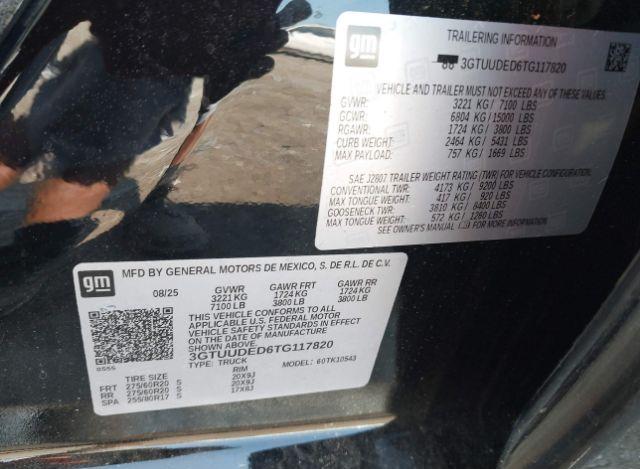 gm
TRAILERING INFORMATION
3GTUUDED6TG117820
VEHICLE AND TRAILER MUST NOT EXCEED ANY OF THESE VALUES.
GVWR: 3221 KG / 7100 LBS
GCWR: 6804 KG / 15000 LBS
RGAWR: 1724 KG / 3800 LBS
CURB WEIGHT: 2464 KG / 5431 LBS
MAX PAYLOAD: 757 KG / 1669 LBS
SAE J2807 TRAILER WEIGHT RATING (TWR) FOR VEHICLE CONFIGURATION.
CONVENTIONAL TWR: 4173 KG / 9200 LBS
MAX TONGUE WEIGHT: 417 KG / 920 LBS
GOOSENECK TWR: 3810 KG / 8400 LBS
MAX TONGUE WEIGHT: 572 KG / 1260 LBS
SEE OWNER'S MANUAL FOR MORE INFORMATION
gm
MFD BY GENERAL MOTORS DE MEXICO, S. DE R.L. DE C.V.
08/25 GVWR GAWR FRT GAWR RR
3221 KG 1724 KG 1724 KG
7100 LB 3800 LB 3800 LB
THIS VEHICLE CONFORMS TO ALL
APPLICABLE U.S. FEDERAL MOTOR
VEHICLE SAFETY STANDARDS IN EFFECT
ON THE DATE OF MANUFACTURE
SHOWN ABOVE.
3GTUUDED6TG117820
TYPE: TRUCK MODEL: 60TK10543
TIRE SIZE RIM
FRT 275/60R20 S 20X9J
RR 275/60R20 S 20X9J
SPA 255/80R17 S 17X8J